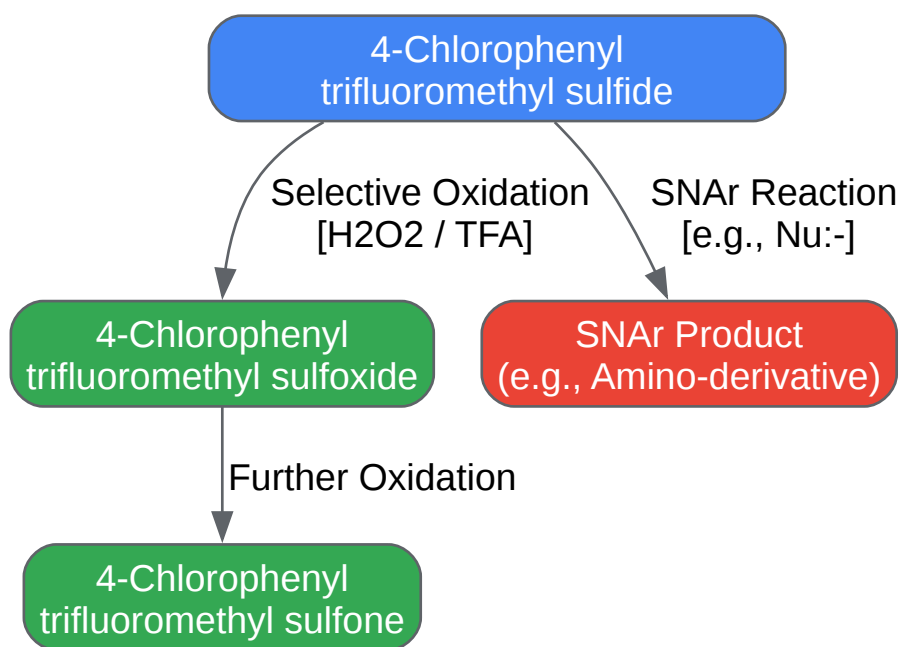 4-Chlorophenyl
trifluoromethyl sulfide
Selective Oxidation
[H2O2 / TFA]
SNAr Reaction
[e.g., Nu:-]
4-Chlorophenyl
trifluoromethyl sulfoxide
SNAr Product
(e.g., Amino-derivative)
Further Oxidation
4-Chlorophenyl
trifluoromethyl sulfone